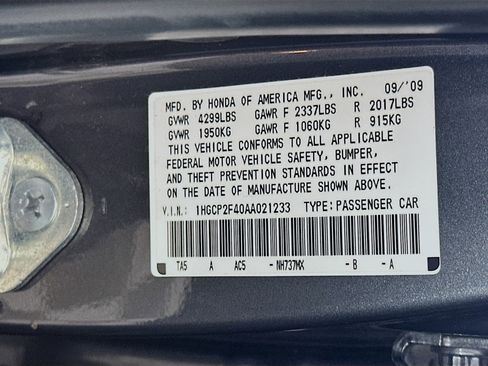 MFD. BY HONDA OF AMERICA MFG., INC. 09/'09
GVWR 4299LBS GAWR F 2337LBS R 2017LBS
GVWR 1950KG GAWR F 1060KG R 915KG
THIS VEHICLE CONFORMS TO ALL APPLICABLE
FEDERAL MOTOR VEHICLE SAFETY, BUMPER,
AND THEFT PREVENTION STANDARDS IN EFFECT
ON THE DATE OF MANUFACTURE SHOWN ABOVE.
V.I.N.: 1HGCP2F40AA021233 TYPE: PASSENGER CAR
TA5 A AC5 -NH737MX -B -A